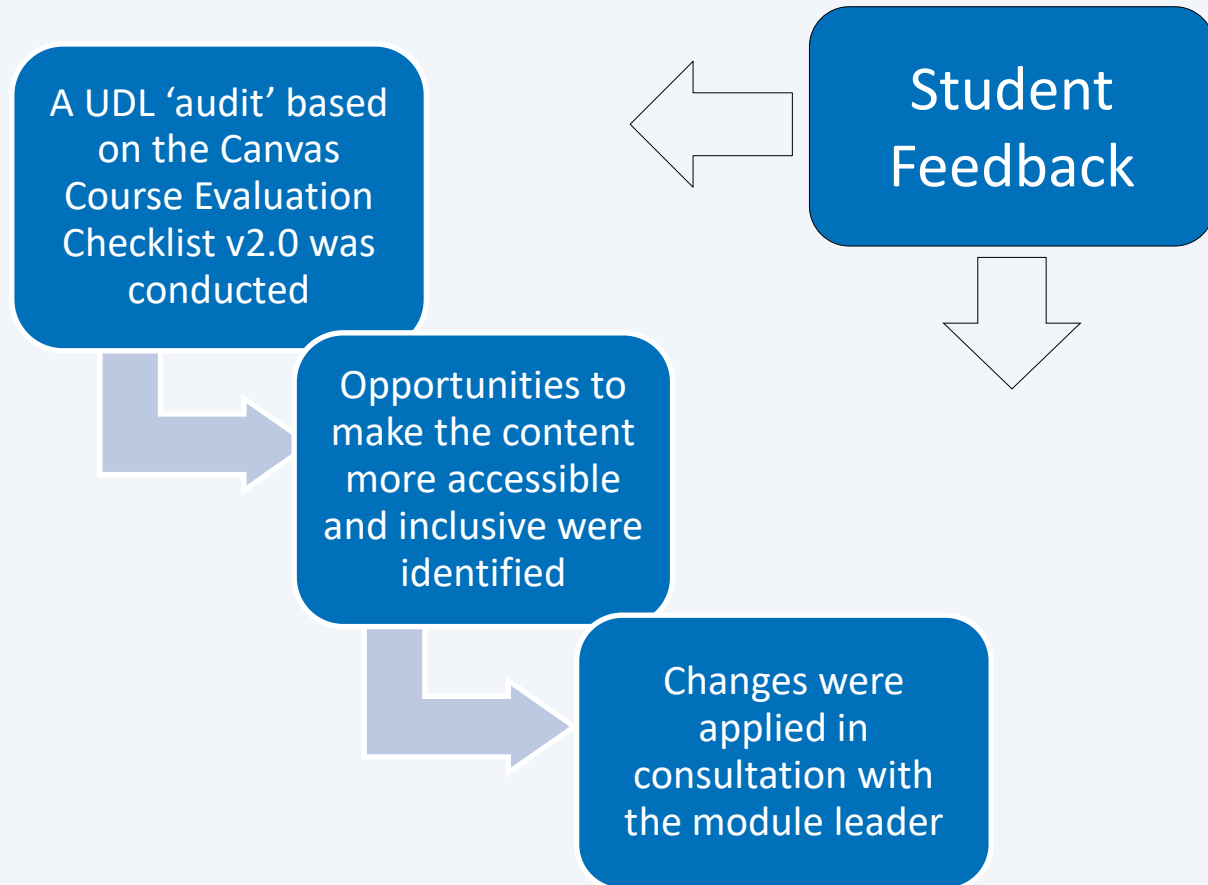 A UDL ‘audit’ based
on the Canvas
Course Evaluation
Checklist v2.0 was
conducted
Student
Feedback
Opportunities to
make the content
more accessible
and inclusive were
identified
Changes were
applied in
consultation with
the module leader